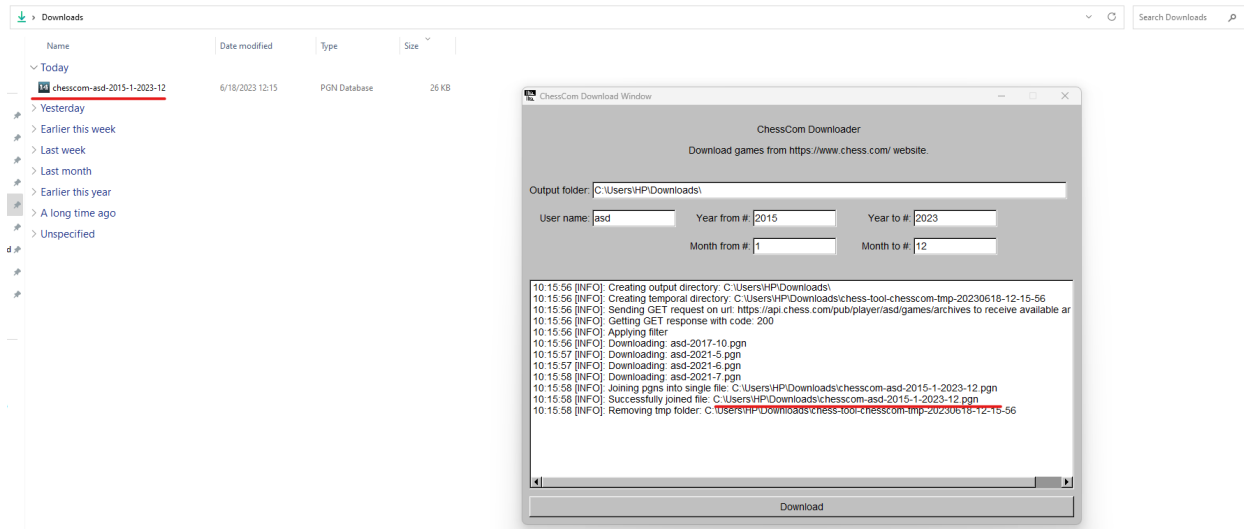 Downloads
Search Downloads
Name Date modified Type Size
Today
chesscom-asd-2015-1-2023-12 6/18/2023 12:15 PGN Database 26 KB
Yesterday
Earlier this week
Last week
Last month
Earlier this year
A long time ago
Unspecified
d
ChessCom Download Window
ChessCom Downloader
Download games from https://www.chess.com/ website.
Output folder: C:\Users\HP\Downloads\
User name: asd Year from #: 2015 Year to #: 2023
Month from #: 1 Month to #: 12
10:15:56 [INFO]: Creating output directory: C:\Users\HP\Downloads\
10:15:56 [INFO]: Creating temporal directory: C:\Users\HP\Downloads\chess-tool-chesscom-tmp-20230618-12-15-56
10:15:56 [INFO]: Sending GET request on url: https://api.chess.com/pub/player/asd/games/archives to receive available ar
10:15:56 [INFO]: Getting GET response with code: 200
10:15:56 [INFO]: Applying filter
10:15:56 [INFO]: Downloading: asd-2017-10.pgn
10:15:57 [INFO]: Downloading: asd-2021-5.pgn
10:15:57 [INFO]: Downloading: asd-2021-6.pgn
10:15:58 [INFO]: Downloading: asd-2021-7.pgn
10:15:58 [INFO]: Joining pgns into single file: C:\Users\HP\Downloads\chesscom-asd-2015-1-2023-12.pgn
10:15:58 [INFO]: Successfully joined file: C:\Users\HP\Downloads\chesscom-asd-2015-1-2023-12.pgn
10:15:58 [INFO]: Removing tmp folder: C:\Users\HP\Downloads\chess-tool-chesscom-tmp-20230618-12-15-56
Download